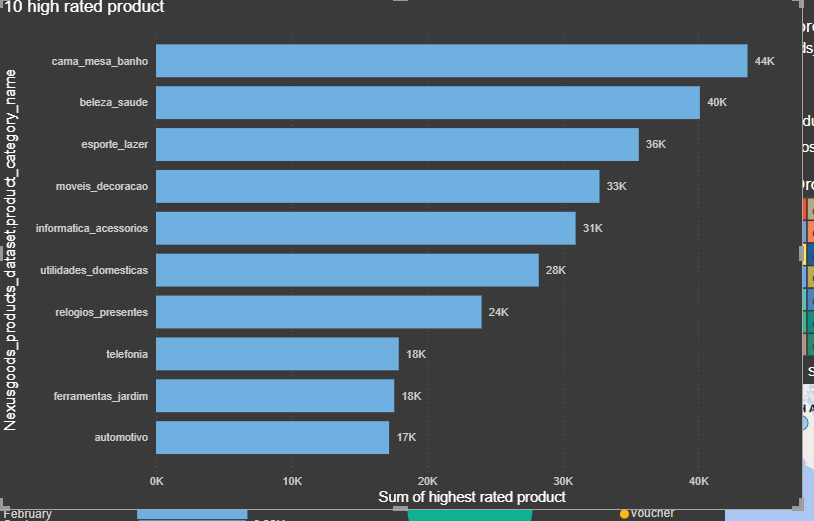 10 high rated product
Nexusgoods_products_dataset.product_category_name
cama_mesa_banho 44K
beleza_saude 40K
esporte_lazer 36K
moveis_decoracao 33K
informatica_acessorios 31K
utilidades_domesticas 28K
relogios_presentes 24K
telefonia 18K
ferramentas_jardim 18K
automotivo 17K
0K 10K 20K 30K 40K
Sum of highest rated product
February
Voucher